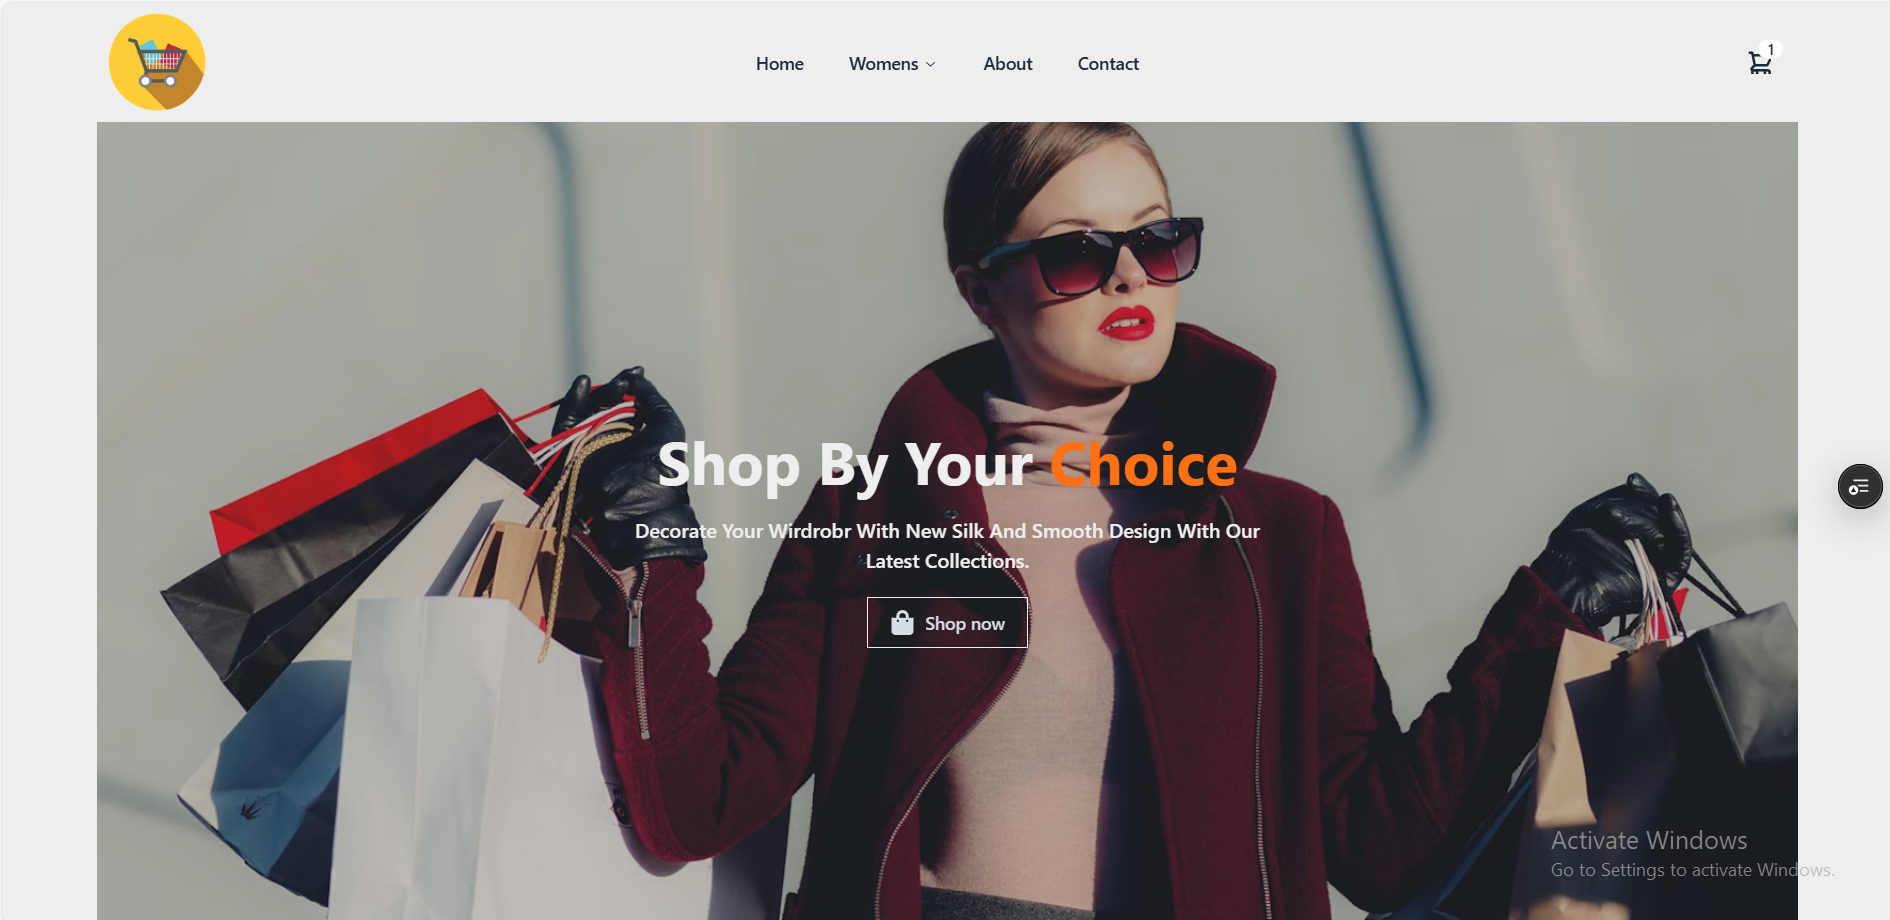 Home Womens About Contact 1
Shop By Your Choice
Decorate Your Wirdrobr With New Silk And Smooth Design With Our
Latest Collections.
Shop now
Activate Windows
Go to Settings to activate Windows.